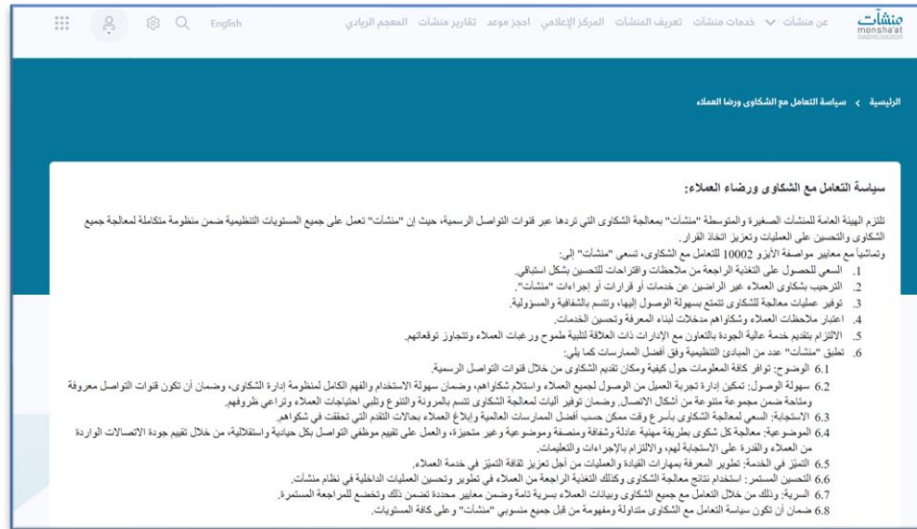 منشآت
monsha'at
عن منشآت خدمات منشآت تعريف المنشآت المركز الإعلامي احجز موعد تقارير منشآت المعجم الريادي
English
الرئيسية > سياسة التعامل مع الشكاوى ورضا العملاء
سياسة التعامل مع الشكاوى ورضاء العملاء:
تلتزم الهيئة العامة للمنشآت الصغيرة والمتوسطة "منشآت" بمعالجة الشكاوى التي تردها عبر قنوات التواصل الرسمية، حيث إن "منشآت" تعمل على جميع المستويات التنظيمية ضمن منظومة متكاملة لمعالجة جميع
الشكاوى والتحسين على العمليات وتعزيز اتخاذ القرار.
وتماشياً مع معايير مواصفة الأيزو 10002 للتعامل مع الشكاوى، تسعى "منشآت" إلى:
1. السعي للحصول على التغذية الراجعة من ملاحظات واقتراحات للتحسين بشكل استباقي.
2. الترحيب بشكاوى العملاء غير الراضين عن خدمات أو قرارات أو إجراءات "منشآت".
3. توفير عمليات معالجة للشكاوى تتمتع بسهولة الوصول إليها، وتتسم بالشفافية والمسؤولية.
4. اعتبار ملاحظات العملاء وشكاواهم مدخلات لبناء المعرفة وتحسين الخدمات.
5. الالتزام بتقديم خدمة عالية الجودة بالتعاون مع الإدارات ذات العلاقة لتلبية طموح ورغبات العملاء وتتجاوز توقعاتهم.
6. تطبق "منشآت" عدد من المبادئ التنظيمية وفق أفضل الممارسات كما يلي:
6.1 الوضوح: توافر كافة المعلومات حول كيفية ومكان تقديم الشكاوى من خلال قنوات التواصل الرسمية.
6.2 سهولة الوصول: تمكين إدارة تجربة العميل من الوصول لجميع العملاء واستلام شكاواهم، وضمان سهولة الاستخدام والفهم الكامل لمنظومة إدارة الشكاوى، وضمان أن تكون قنوات التواصل معروفة
ومتاحة ضمن مجموعة متنوعة من أشكال الاتصال. وضمان توفير آليات لمعالجة الشكاوى تتسم بالمرونة والتنوع وتلبي احتياجات العملاء وتراعي ظروفهم.
6.3 الاستجابة: السعي لمعالجة الشكاوى بأسرع وقت ممكن حسب أفضل الممارسات العالمية وإبلاغ العملاء بحالات التقدم التي تحققت في شكواهم.
6.4 الموضوعية: معالجة كل شكوى بطريقة مهنية عادلة وشفافة ومنصفة وموضوعية وغير متحيزة، والعمل على تقييم موظفي التواصل بكل حيادية واستقلالية، من خلال تقييم جودة الاتصالات الواردة
من العملاء والقدرة على الاستجابة لهم، والالتزام بالإجراءات والتعليمات.
6.5 التميّز في الخدمة: تطوير المعرفة بمهارات القيادة والعمليات من أجل تعزيز ثقافة التميّز في خدمة العملاء.
6.6 التحسين المستمر: استخدام نتائج معالجة الشكاوى وكذلك التغذية الراجعة من العملاء في تطوير وتحسين العمليات الداخلية في نظام منشآت.
6.7 السرية: وذلك من خلال التعامل مع جميع الشكاوى وبيانات العملاء بسرية تامة وضمن معايير محددة تضمن ذلك وتخضع للمراجعة المستمرة.
6.8 ضمان أن تكون سياسة التعامل مع الشكاوى متداولة ومفهومة من قبل جميع منسوبي "منشآت" وعلى كافة المستويات.